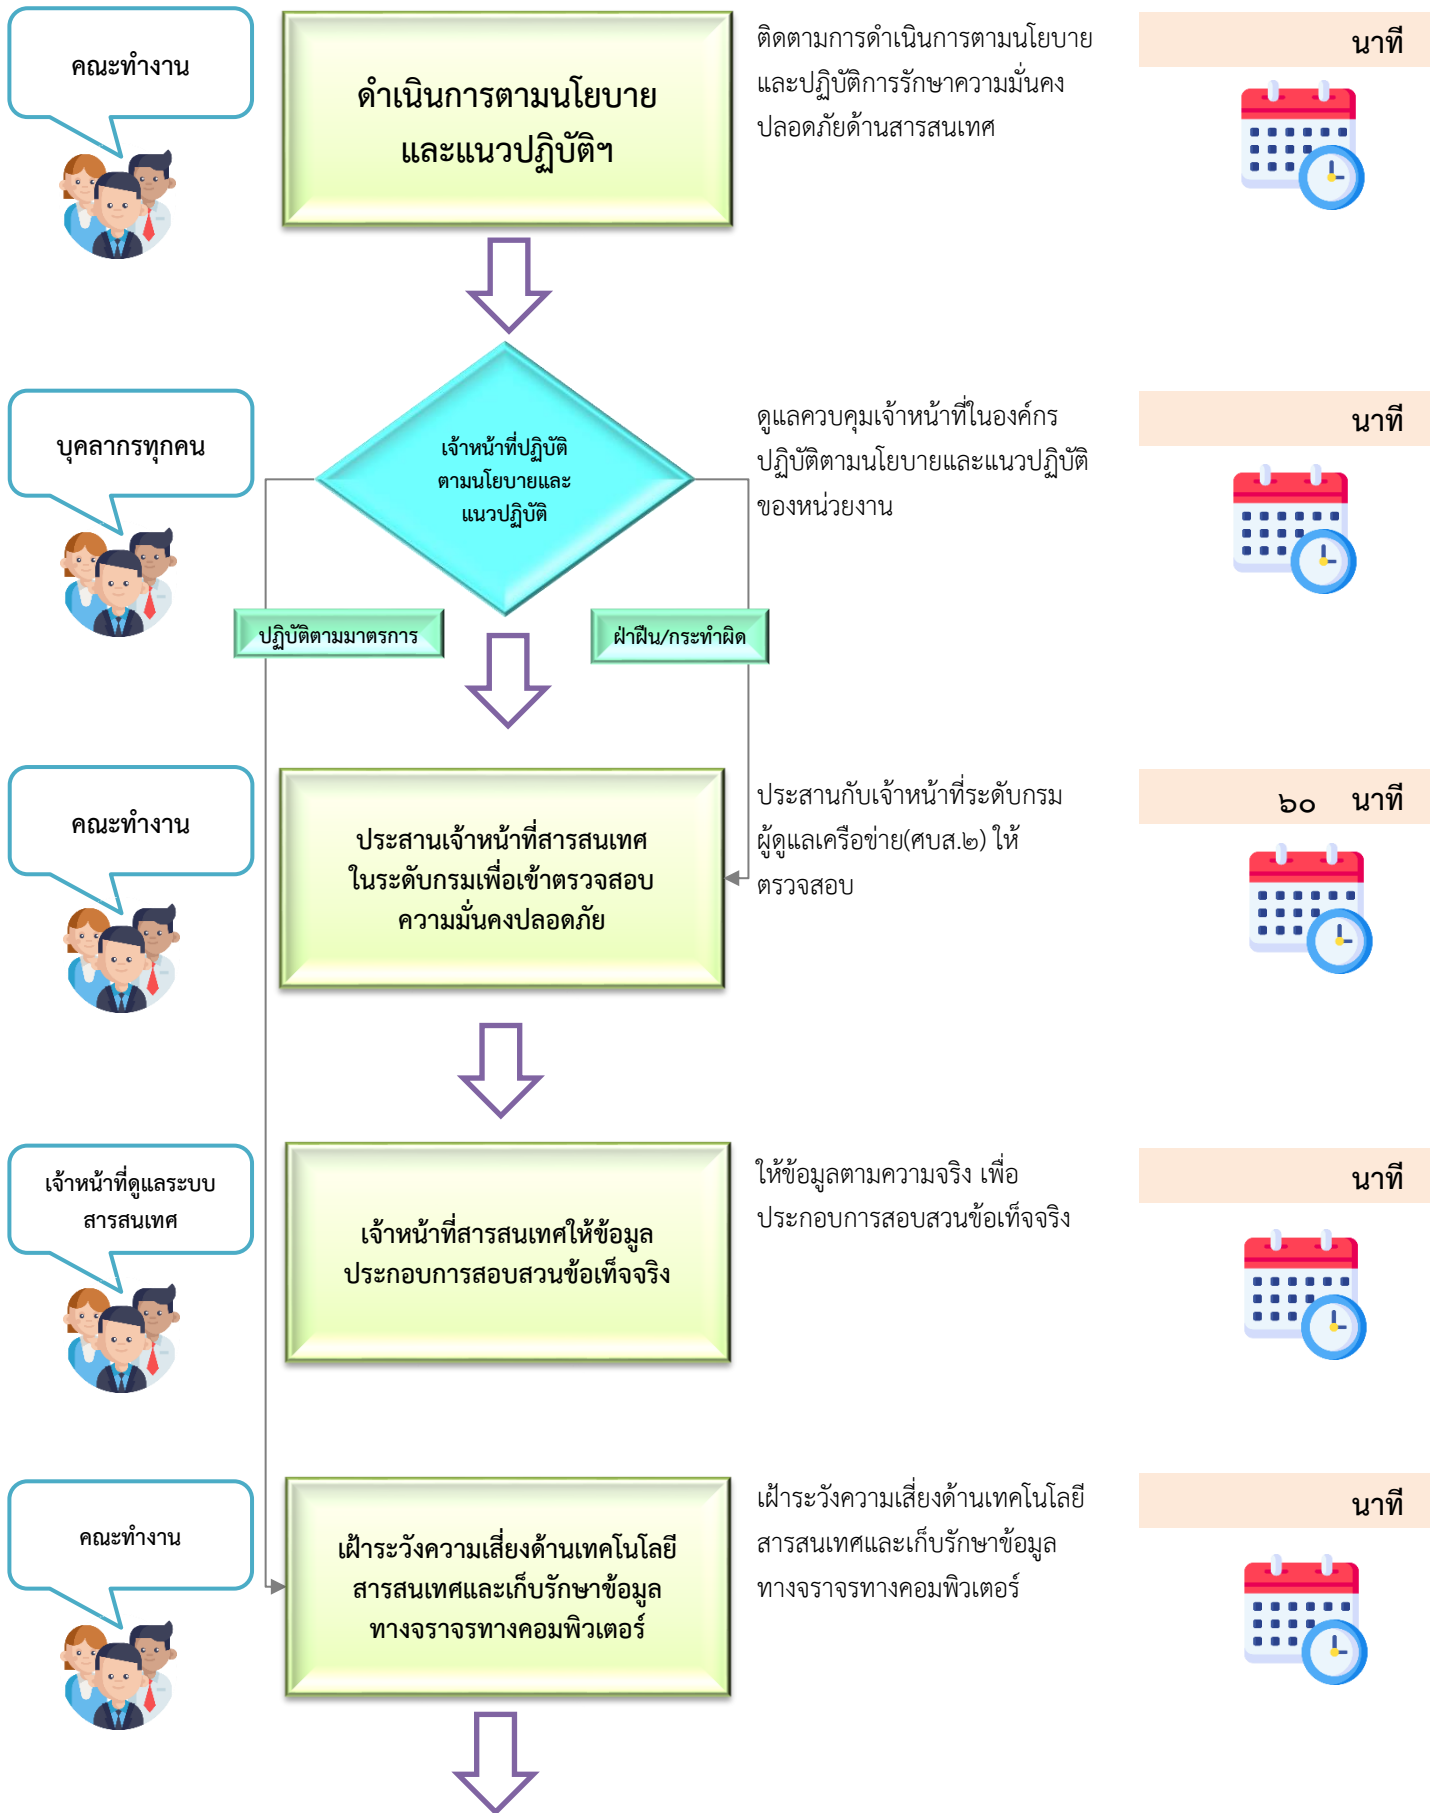 คณะทำงาน
ดำเนินการตามนโยบาย
และแนวปฏิบัติฯ
ติดตามการดำเนินการตามนโยบาย
และปฏิบัติการรักษาความมั่นคง
ปลอดภัยด้านสารสนเทศ
นาที
บุคลากรทุกคน
เจ้าหน้าที่ปฏิบัติ
ตามนโยบายและ
แนวปฏิบัติ
ดูแลควบคุมเจ้าหน้าที่ในองค์กร
ปฏิบัติตามนโยบายและแนวปฏิบัติ
ของหน่วยงาน
นาที
ปฏิบัติตามมาตรการ
ฝ่าฝืน/กระทำผิด
คณะทำงาน
ประสานเจ้าหน้าที่สารสนเทศ
ในระดับกรมเพื่อเข้าตรวจสอบ
ความมั่นคงปลอดภัย
ประสานกับเจ้าหน้าที่ระดับกรม
ผู้ดูแลเครือข่าย(ศบส.๒) ให้
ตรวจสอบ
๖๐ นาที
เจ้าหน้าที่ดูแลระบบ
สารสนเทศ
เจ้าหน้าที่สารสนเทศให้ข้อมูล
ประกอบการสอบสวนข้อเท็จจริง
ให้ข้อมูลตามความจริง เพื่อ
ประกอบการสอบสวนข้อเท็จจริง
นาที
คณะทำงาน
เฝ้าระวังความเสี่ยงด้านเทคโนโลยี
สารสนเทศและเก็บรักษาข้อมูล
ทางจราจรทางคอมพิวเตอร์
เฝ้าระวังความเสี่ยงด้านเทคโนโลยี
สารสนเทศและเก็บรักษาข้อมูล
ทางจราจรทางคอมพิวเตอร์
นาที